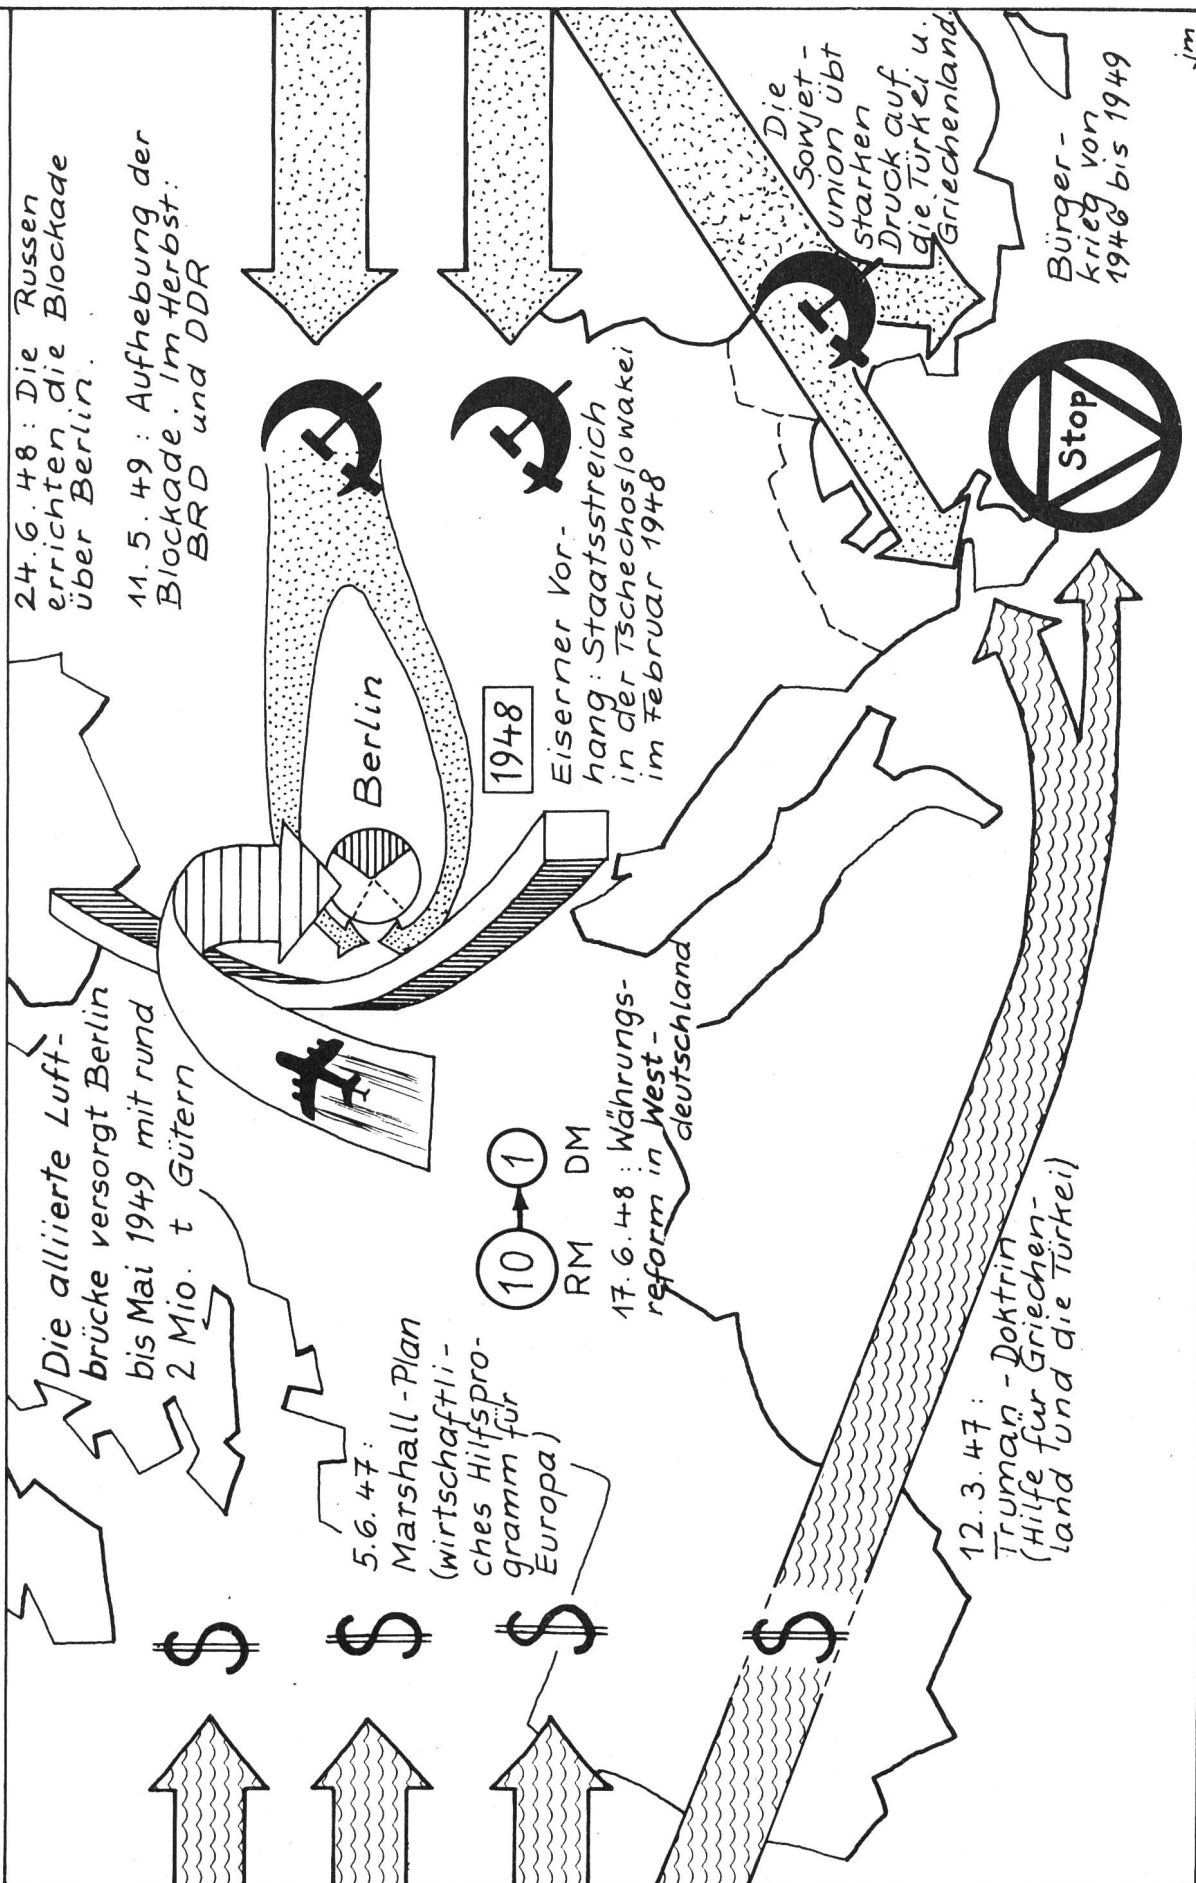 Die alliierte Luft-
brücke versorgt Berlin
bis Mai 1949 mit rund
2 Mio. t Gütern
24.6.48: Die Russen
errichten die Blockade
über Berlin.
11.5.49: Aufhebung der
Blockade. Im Herbst:
BRD und DDR
Berlin
1948
Eiserner Vor-
hang: Staatsstreich
in der Tschechoslowakei
im Februar 1948
$
$
$
$
5.6.47:
Marshall-Plan
(wirtschaftli-
ches Hilfspro-
gramm für
Europa)
10
1
RM DM
17.6.48: Währungs-
reform in West-
deutschland
Die
Sowjet-
union übt
starken
Druck auf
die Türkei u.
Griechenland
Bürger-
krieg von
1946 bis 1949
Stop
12.3.47:
Truman-Doktrin
(Hilfe für Griechen-
land und die Türkei)
jm